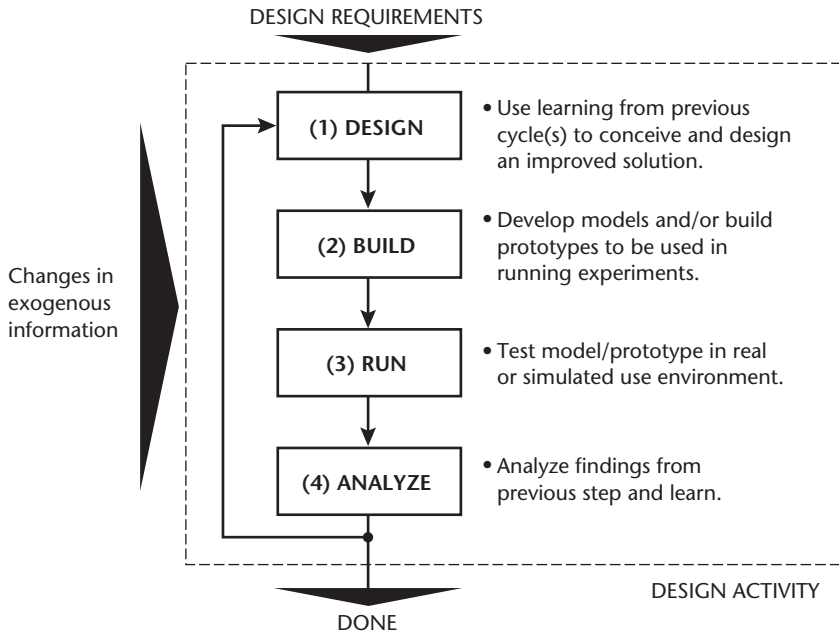 DESIGN REQUIREMENTS
(1) DESIGN
• Use learning from previous
cycle(s) to conceive and design
an improved solution.
(2) BUILD
• Develop models and/or build
prototypes to be used in
running experiments.
Changes in
exogenous
information
(3) RUN
• Test model/prototype in real
or simulated use environment.
(4) ANALYZE
• Analyze findings from
previous step and learn.
DESIGN ACTIVITY
DONE